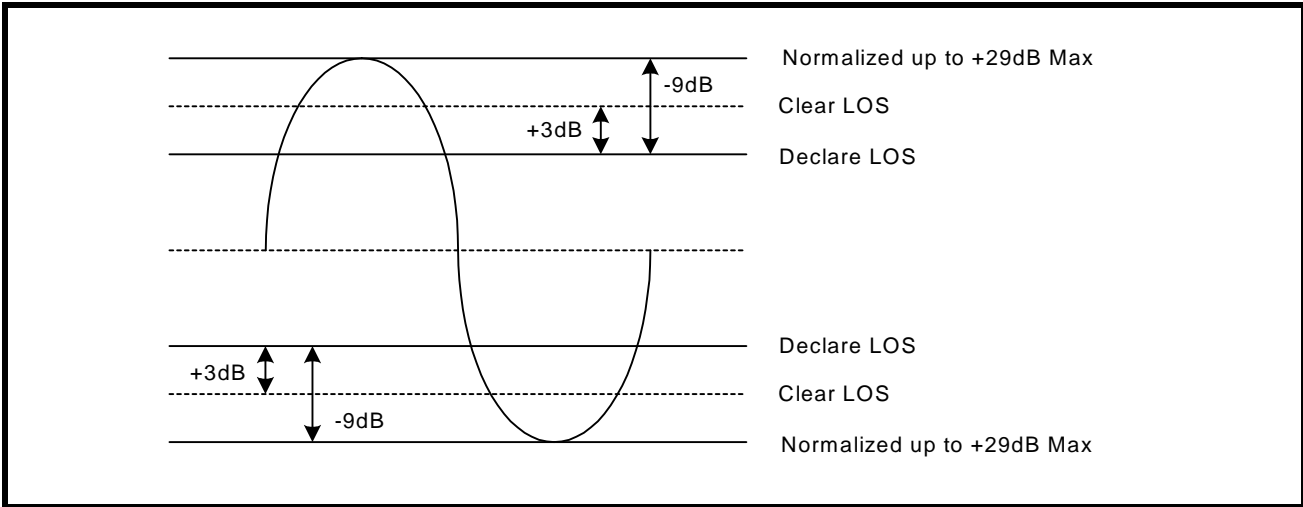 Normalized up to +29dB Max
-9dB
Clear LOS
+3dB
Declare LOS
Declare LOS
+3dB
Clear LOS
-9dB
Normalized up to +29dB Max